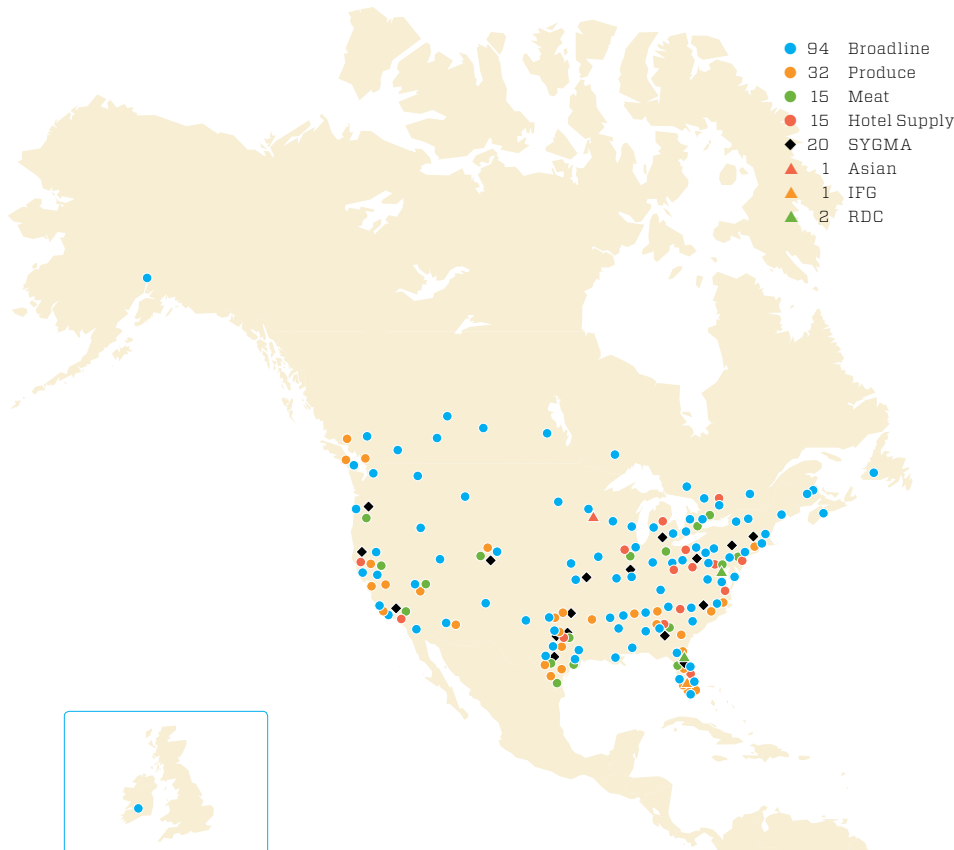 94 Broadline
32 Produce
15 Meat
15 Hotel Supply
20 SYGMA
1 Asian
1 IFG
2 RDC